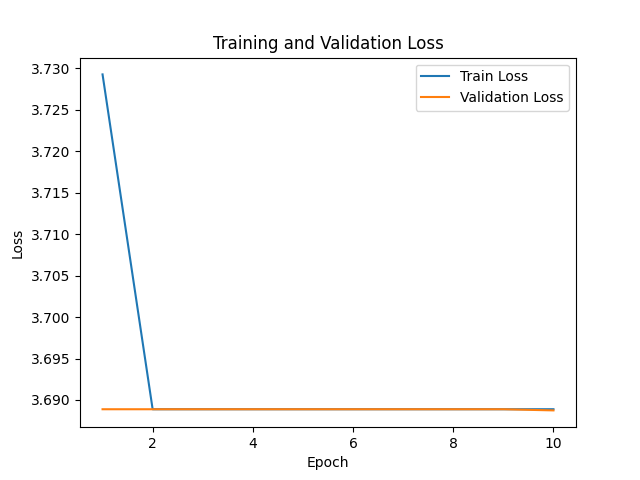 Training and Validation Loss
Train Loss
Validation Loss
3.730
3.725
3.720
3.715
3.710
3.705
3.700
3.695
3.690
Loss
2
4
6
8
10
Epoch